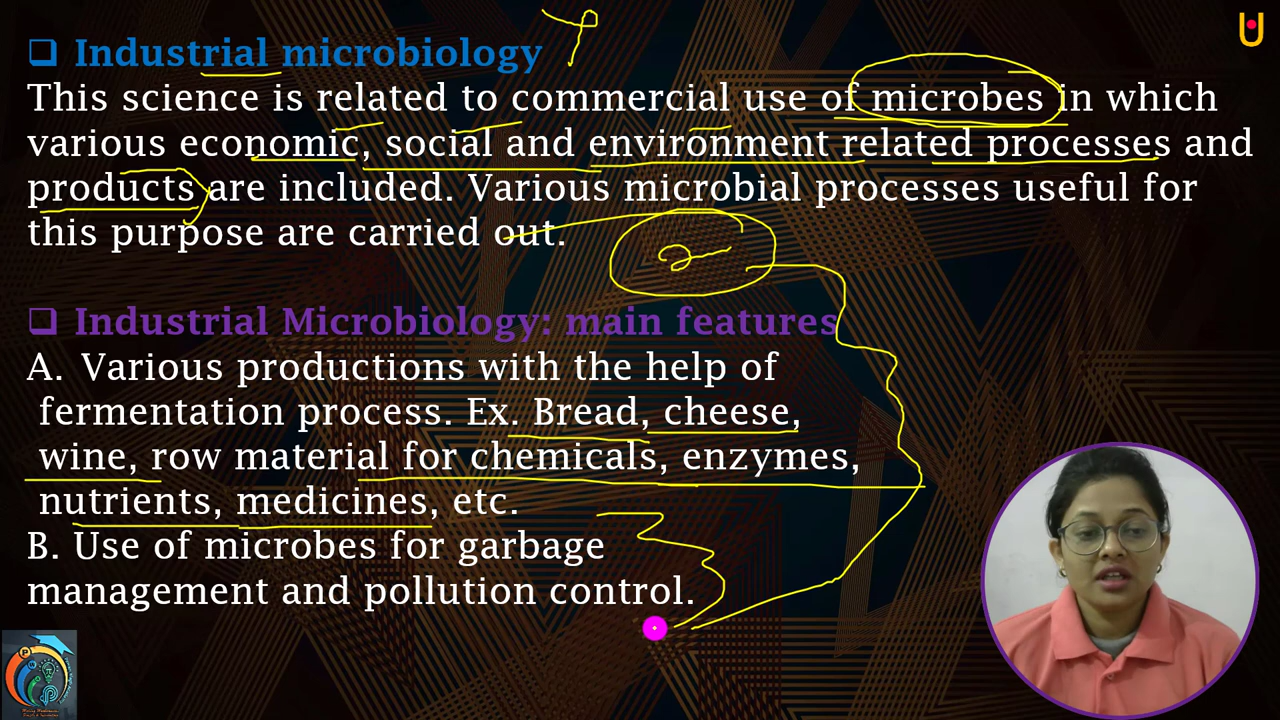 ❑ Industrial microbiology
This science is related to commercial use of microbes in which
various economic, social and environment related processes and
products are included. Various microbial processes useful for
this purpose are carried out.
❑ Industrial Microbiology: main features
A. Various productions with the help of
fermentation process. Ex. Bread, cheese,
wine, row material for chemicals, enzymes,
nutrients, medicines, etc.
B. Use of microbes for garbage
management and pollution control.